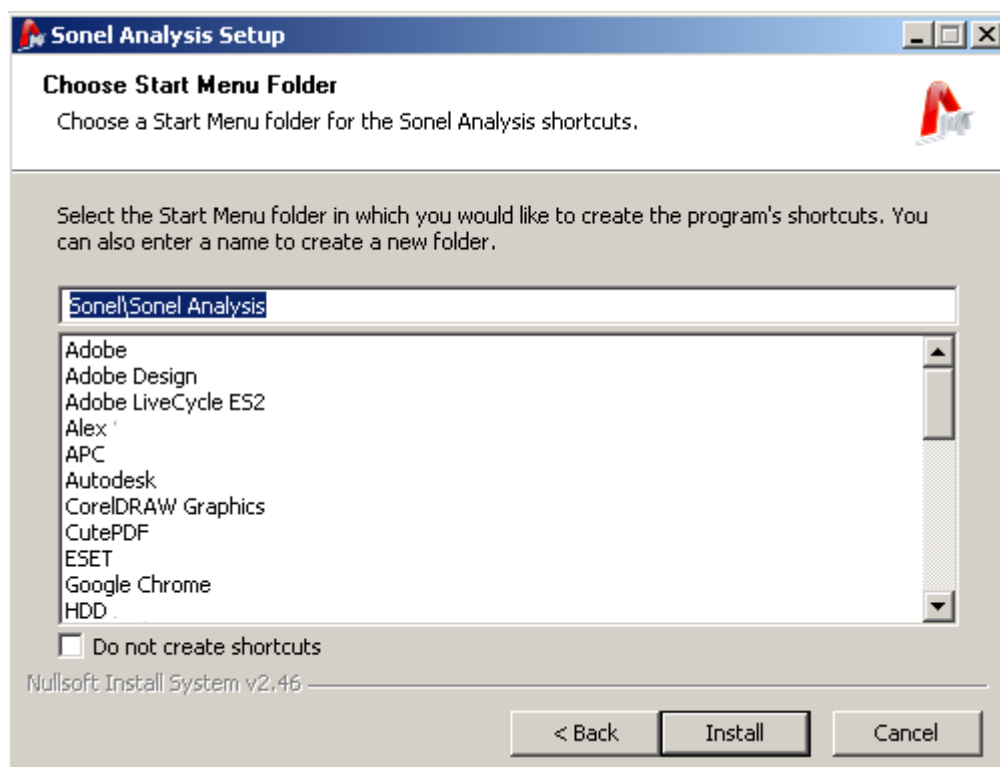 Sonel Analysis Setup
Choose Start Menu Folder
Choose a Start Menu folder for the Sonel Analysis shortcuts.
Select the Start Menu folder in which you would like to create the program's shortcuts. You
can also enter a name to create a new folder.
Sonel\Sonel Analysis
Adobe
Adobe Design
Adobe LiveCycle ES2
Alex
APC
Autodesk
CorelDRAW Graphics
CutePDF
ESET
Google Chrome
HDD
Do not create shortcuts
Nullsoft Install System v2.46
< Back Install Cancel